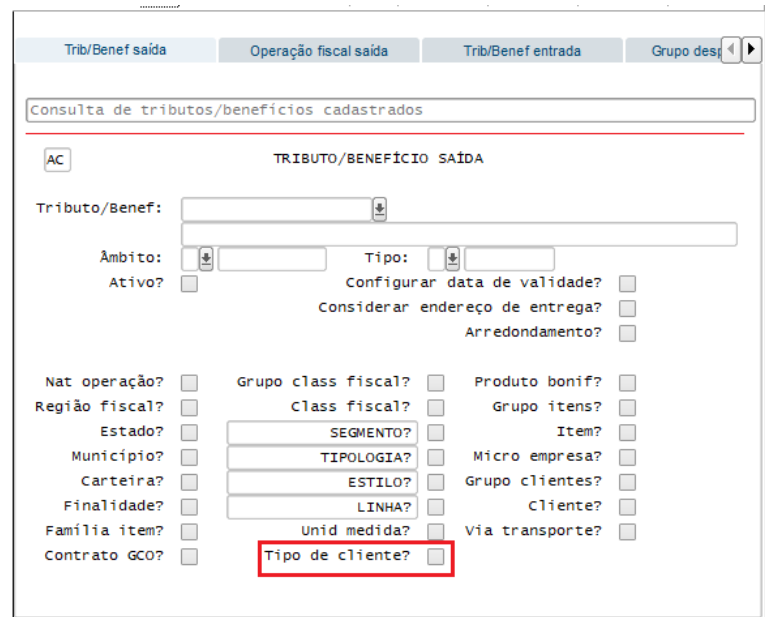 Trib/Benef saída Operação fiscal saída Trib/Benef entrada Grupo desp
Consulta de tributos/benefícios cadastrados
AC TRIBUTO/BENEFÍCIO SAÍDA
Tributo/Benef:
Âmbito: Tipo:
Ativo? Configurar data de validade?
Considerar endereço de entrega?
Arredondamento?
Nat operação? Grupo class fiscal? Produto bonif?
Região fiscal? Class fiscal? Grupo itens?
Estado? SEGMENTO? Item?
Município? TIPOLOGIA? Micro empresa?
Carteira? ESTILO? Grupo clientes?
Finalidade? LINHA? Cliente?
Família item? Unid medida? Via transporte?
Contrato GCO? Tipo de cliente?